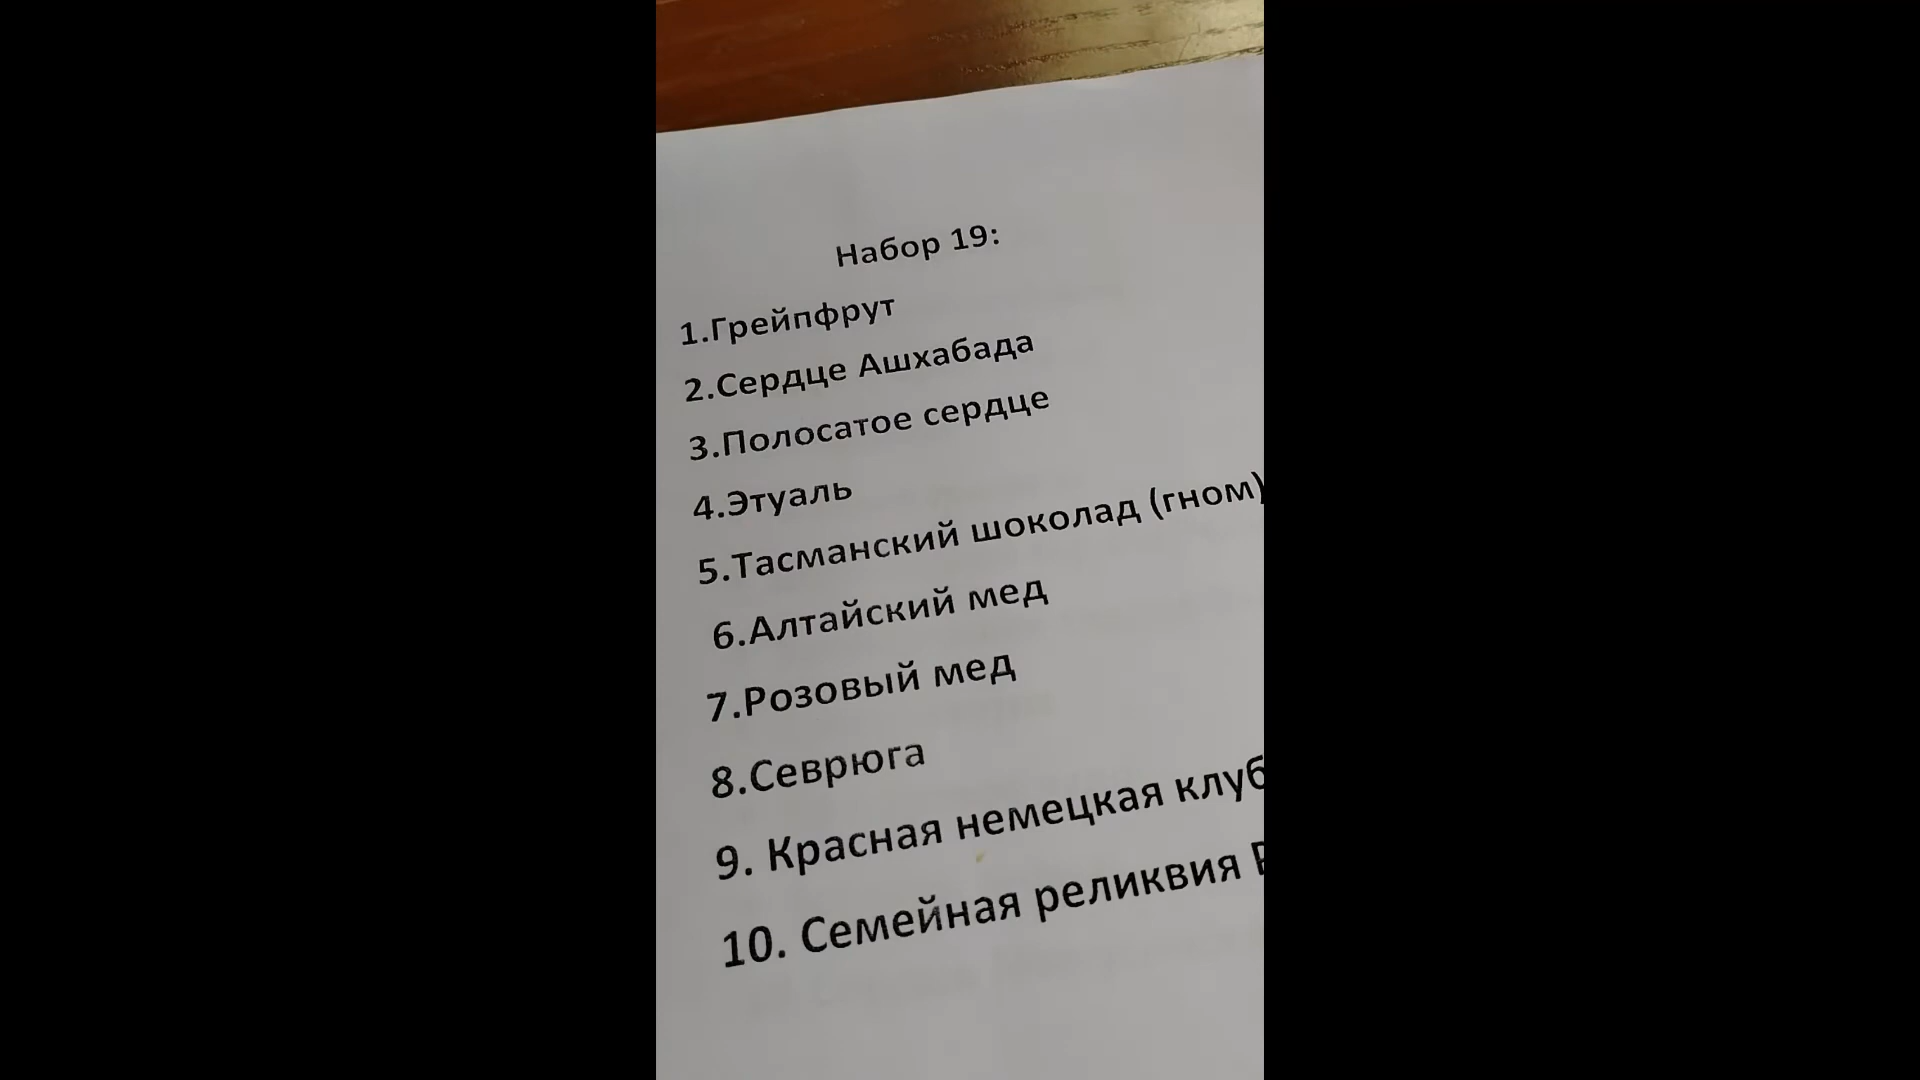 Набор 19:
1.Грейпфрут
2.Сердце Ашхабада
3.Полосатое сердце
4.Этуаль
5.Тасманский шоколад (гном)
6.Алтайский мед
7.Розовый мед
8.Севрюга
9. Красная немецкая клуб
10. Семейная реликвия